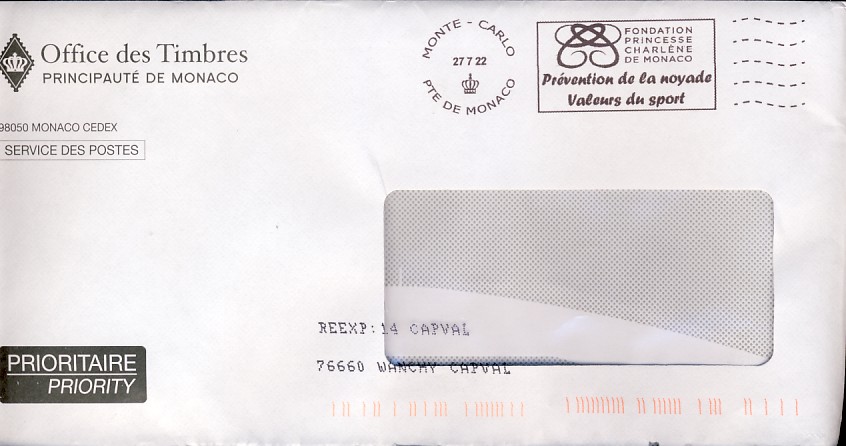 Office des Timbres
PRINCIPAUTÉ DE MONACO
98050 MONACO CEDEX
SERVICE DES POSTES
MONTE - CARLO
27 7 22
PTE DE MONACO
FONDATION
PRINCESSE
CHARLÈNE
DE MONACO
Prévention de la noyade
Valeurs du sport
REEXP:14 CAPVAL
76660 WANCHY CAPVAL
PRIORITAIRE
PRIORITY